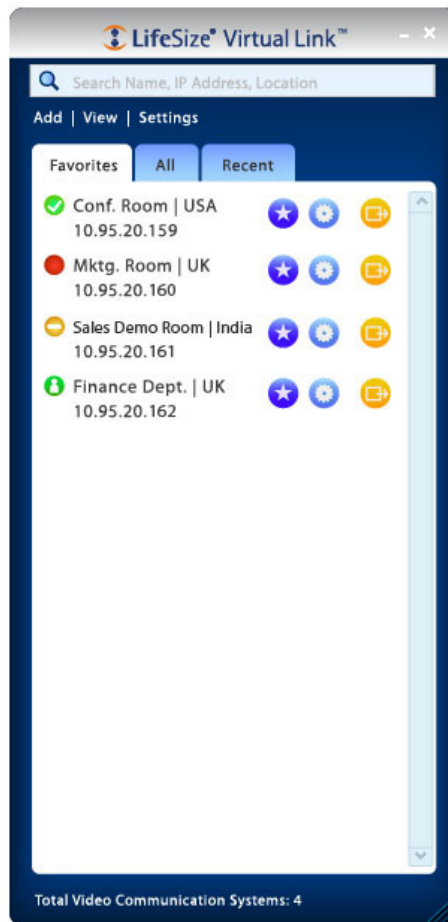 LifeSize® Virtual Link™
Search Name, IP Address, Location
Add | View | Settings
Favorites All Recent
Conf. Room | USA
10.95.20.159
Mktg. Room | UK
10.95.20.160
Sales Demo Room | India
10.95.20.161
Finance Dept. | UK
10.95.20.162
Total Video Communication Systems: 4